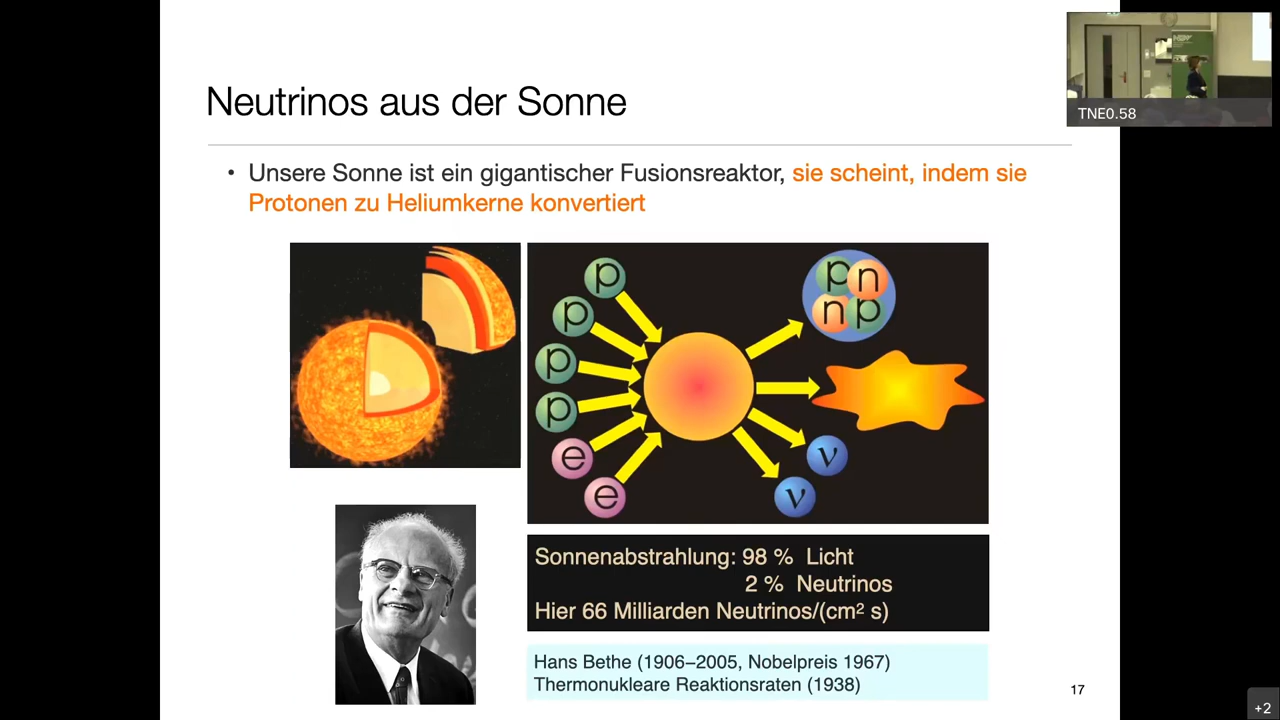 Neutrinos aus der Sonne
TNE0.58
• Unsere Sonne ist ein gigantischer Fusionsreaktor, sie scheint, indem sie
Protonen zu Heliumkerne konvertiert
p
p
p
p
e
e
p n
n p
ν
ν
Sonnenabstrahlung: 98 % Licht
2 % Neutrinos
Hier 66 Milliarden Neutrinos/(cm² s)
Hans Bethe (1906–2005, Nobelpreis 1967)
Thermonukleare Reaktionsraten (1938)
17
+2